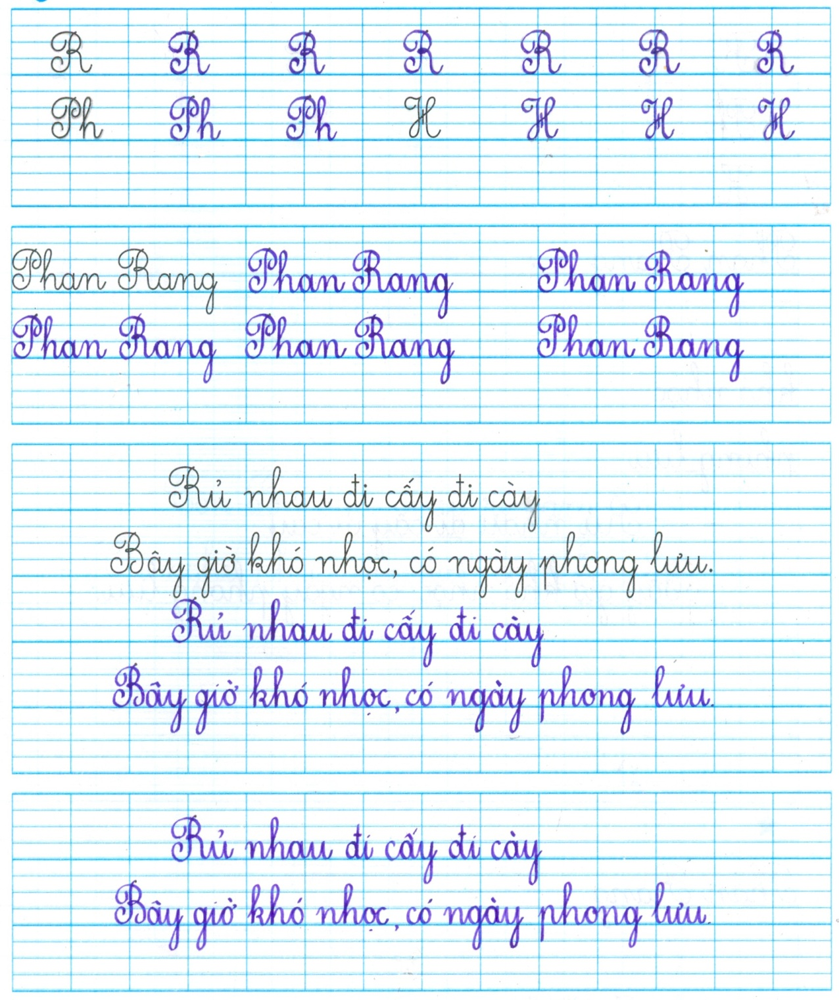 R R R R R R R
Ph Ph Ph H H H H
Phan Rang Phan Rang Phan Rang
Phan Rang Phan Rang Phan Rang
Rủ nhau đi cấy đi cày
Bây giờ khó nhọc, có ngày phong lưu.
Rủ nhau đi cấy đi cày
Bây giờ khó nhọc, có ngày phong lưu.
Rủ nhau đi cấy đi cày
Bây giờ khó nhọc, có ngày phong lưu.